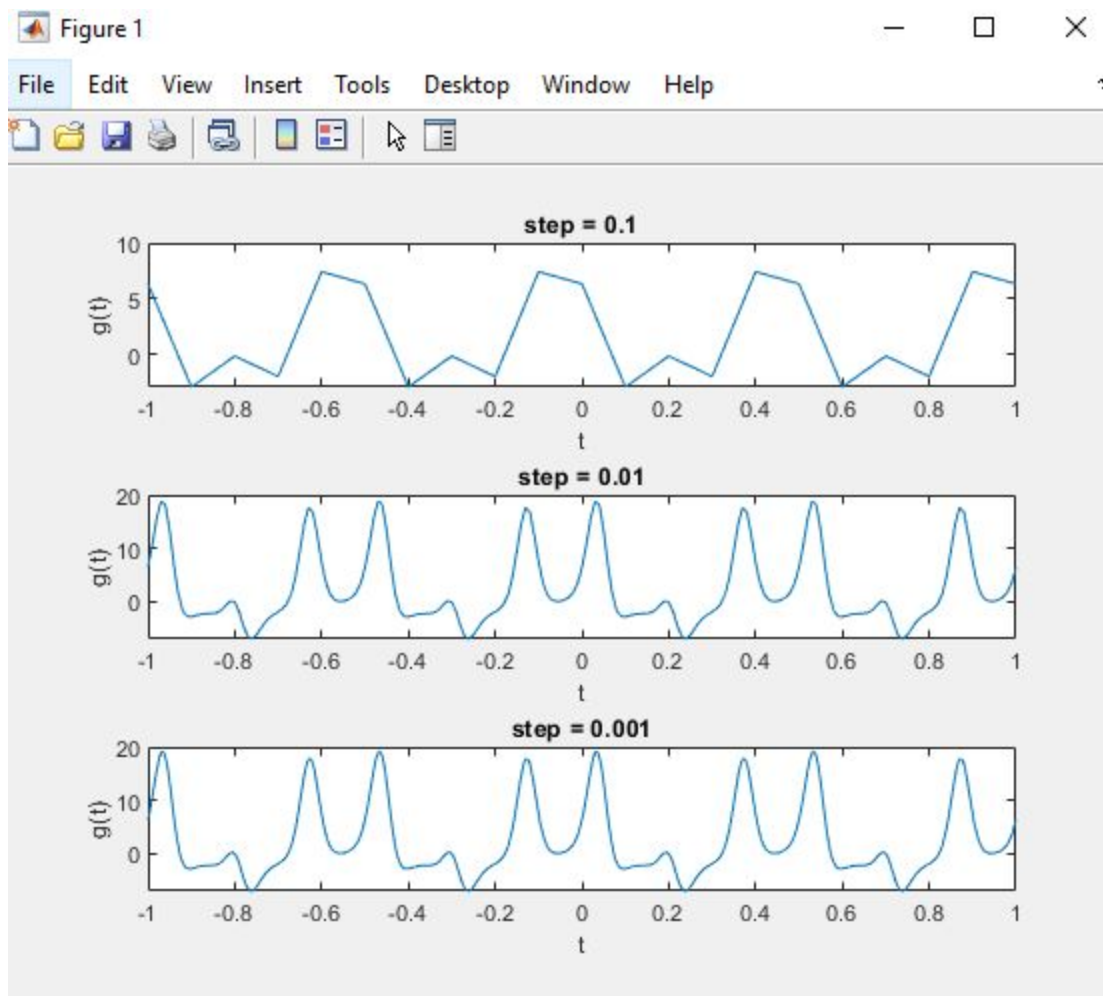 Figure 1
File Edit View Insert Tools Desktop Window Help
step = 0.1
10
5
0
g(t)
-1 -0.8 -0.6 -0.4 -0.2 0 0.2 0.4 0.6 0.8 1
t
step = 0.01
20
10
0
g(t)
-1 -0.8 -0.6 -0.4 -0.2 0 0.2 0.4 0.6 0.8 1
t
step = 0.001
20
10
0
g(t)
-1 -0.8 -0.6 -0.4 -0.2 0 0.2 0.4 0.6 0.8 1
t